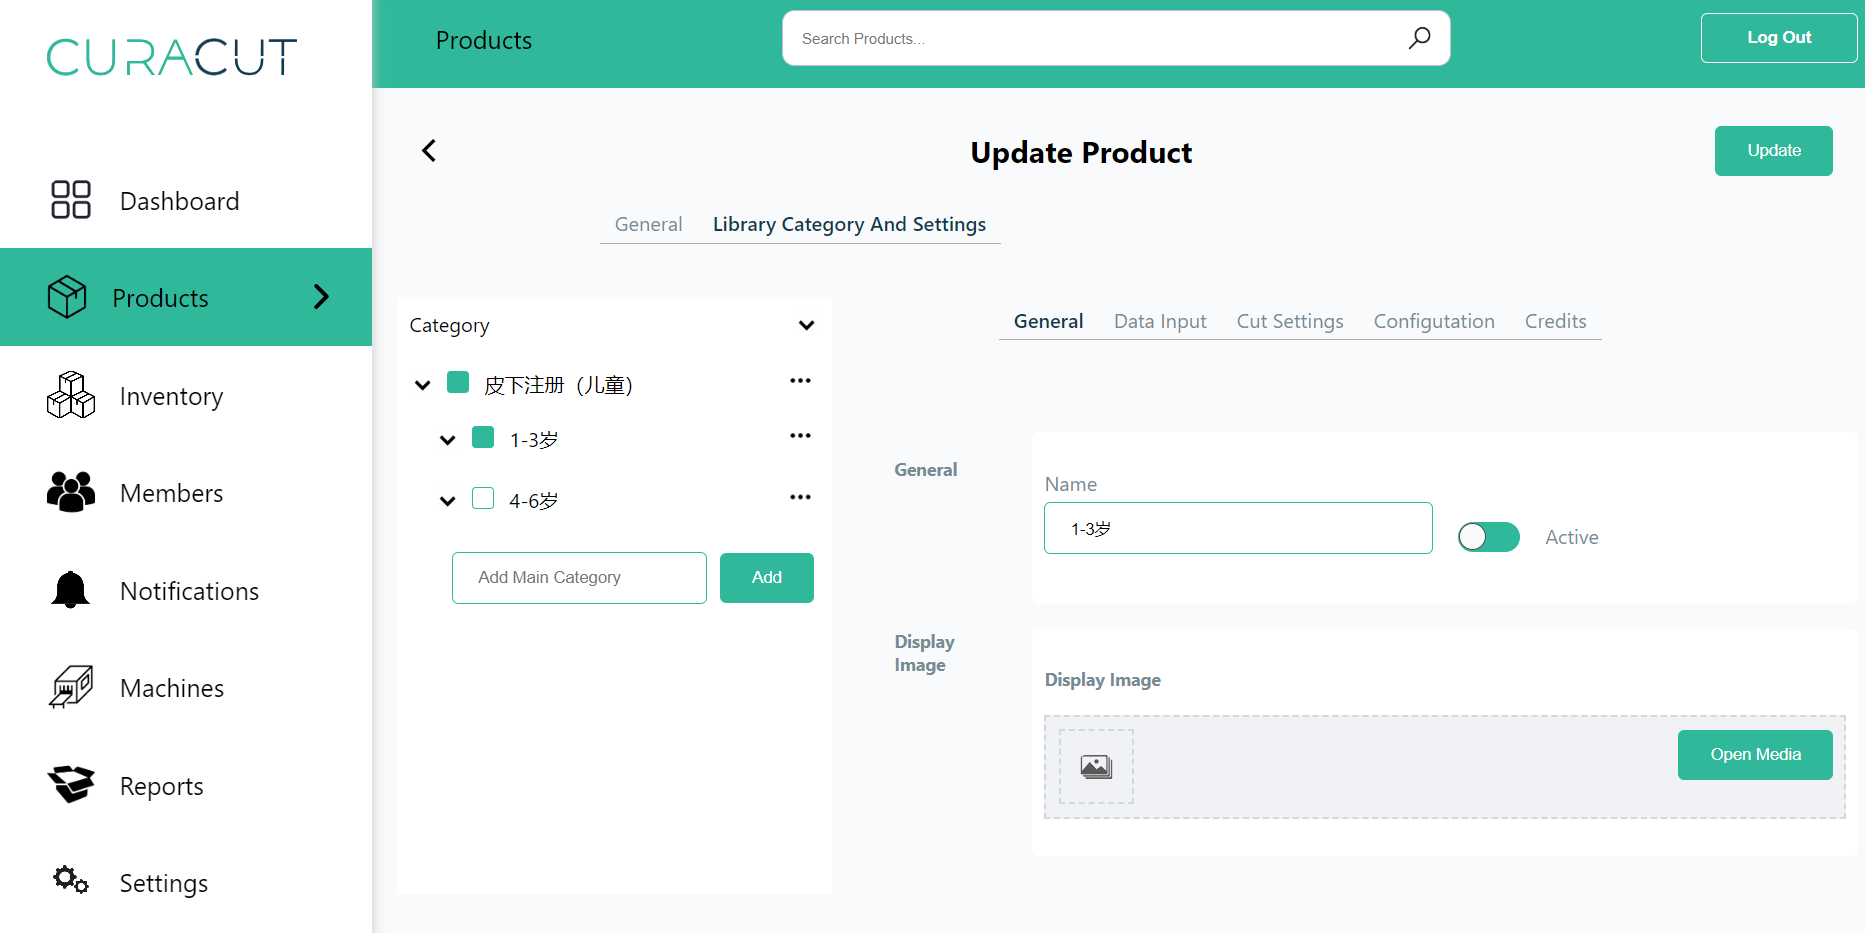 CURACUT
Products
Search Products...
Log Out
Update Product
Update
Dashboard
Products
Inventory
Members
Notifications
Machines
Reports
Settings
General
Library Category And Settings
Category
皮下注册（儿童）
1-3岁
4-6岁
Add Main Category
Add
General
Data Input
Cut Settings
Configutation
Credits
General
Name
1-3岁
Active
Display
Image
Display Image
Open Media